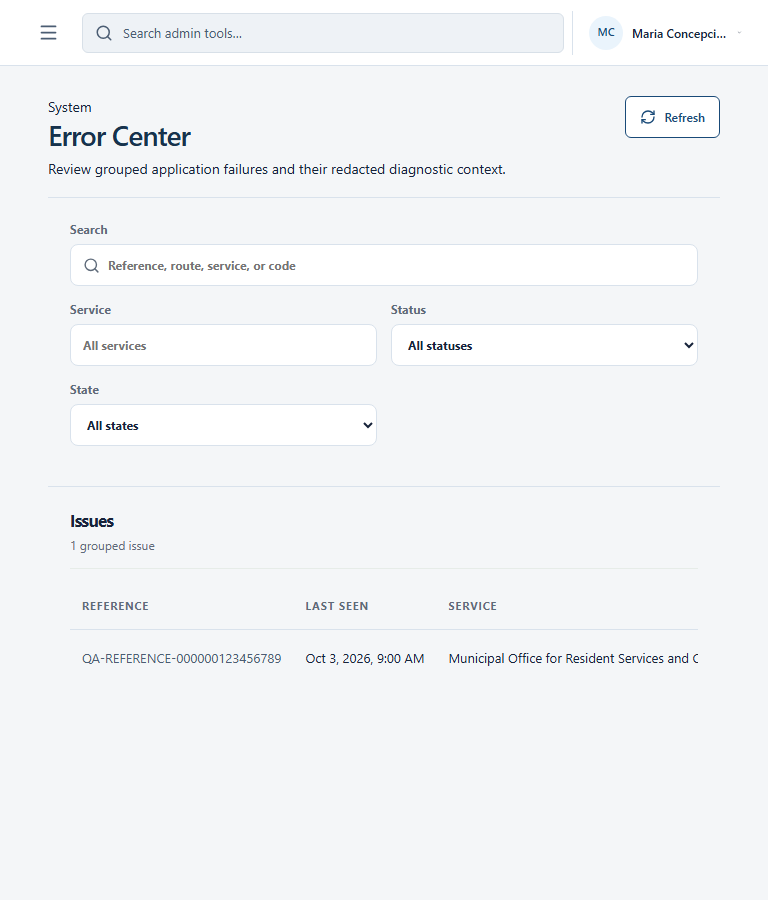 Search admin tools...
MC
Maria Concepci...
System
Error Center
Refresh
Review grouped application failures and their redacted diagnostic context.
Search
Reference, route, service, or code
Service
Status
All services
All statuses
State
All states
Issues
1 grouped issue
REFERENCE LAST SEEN SERVICE
QA-REFERENCE-000000123456789 Oct 3, 2026, 9:00 AM Municipal Office for Resident Services and